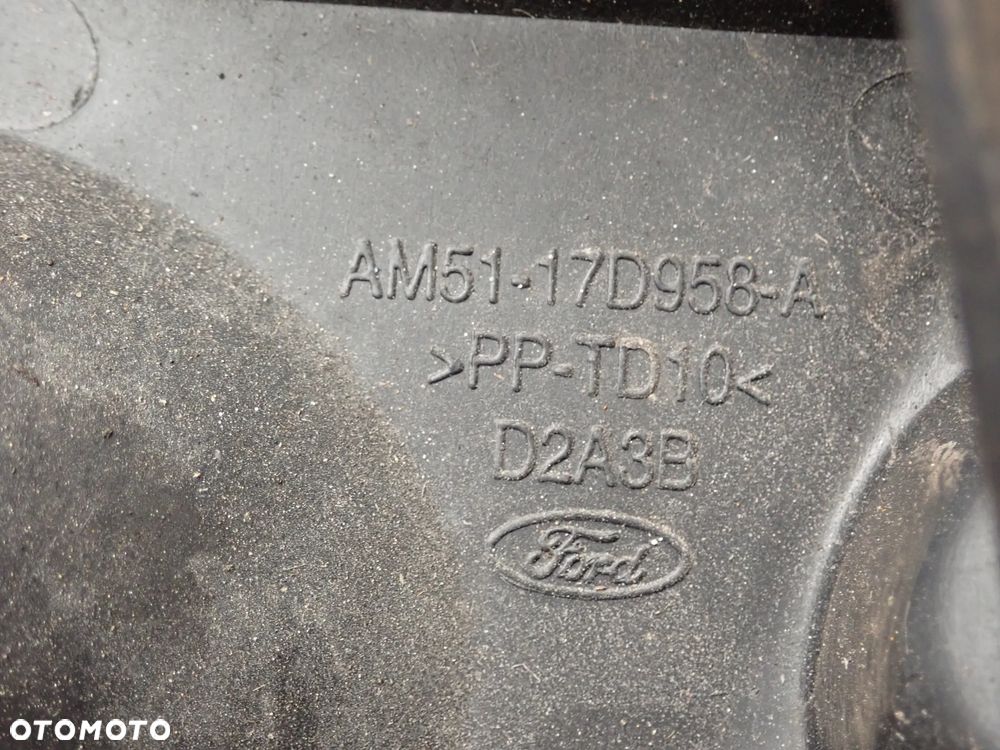 AM51-17D958-A
>PP-TD10<
D2A3B
Ford
OTOMOTO